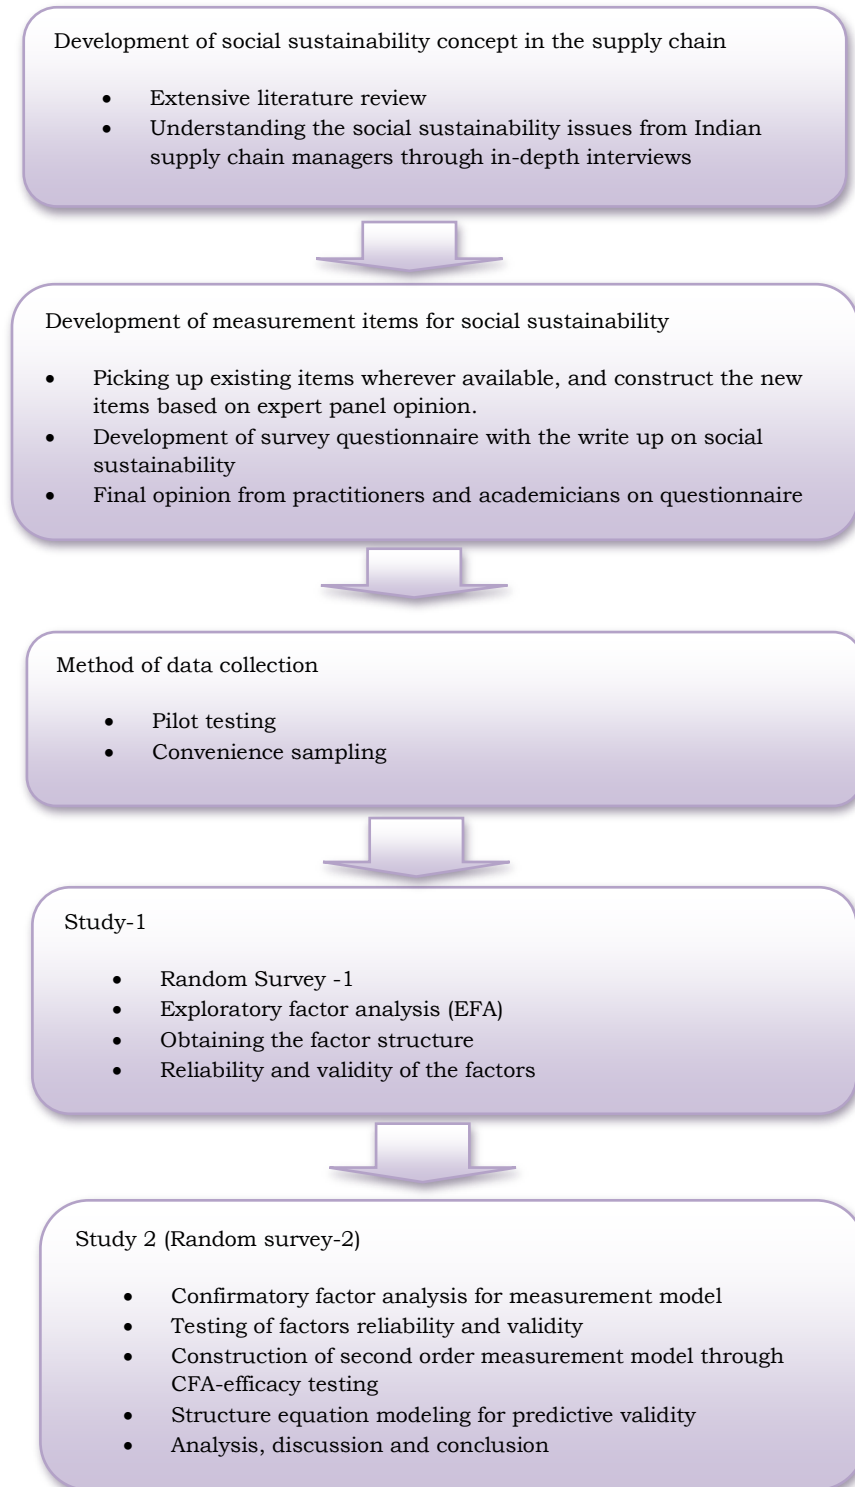 Development of social sustainability concept in the supply chain
• Extensive literature review
• Understanding the social sustainability issues from Indian
supply chain managers through in-depth interviews
Development of measurement items for social sustainability
• Picking up existing items wherever available, and construct the new
items based on expert panel opinion.
• Development of survey questionnaire with the write up on social
sustainability
• Final opinion from practitioners and academicians on questionnaire
Method of data collection
• Pilot testing
• Convenience sampling
Study-1
• Random Survey -1
• Exploratory factor analysis (EFA)
• Obtaining the factor structure
• Reliability and validity of the factors
Study 2 (Random survey-2)
• Confirmatory factor analysis for measurement model
• Testing of factors reliability and validity
• Construction of second order measurement model through
CFA-efficacy testing
• Structure equation modeling for predictive validity
• Analysis, discussion and conclusion